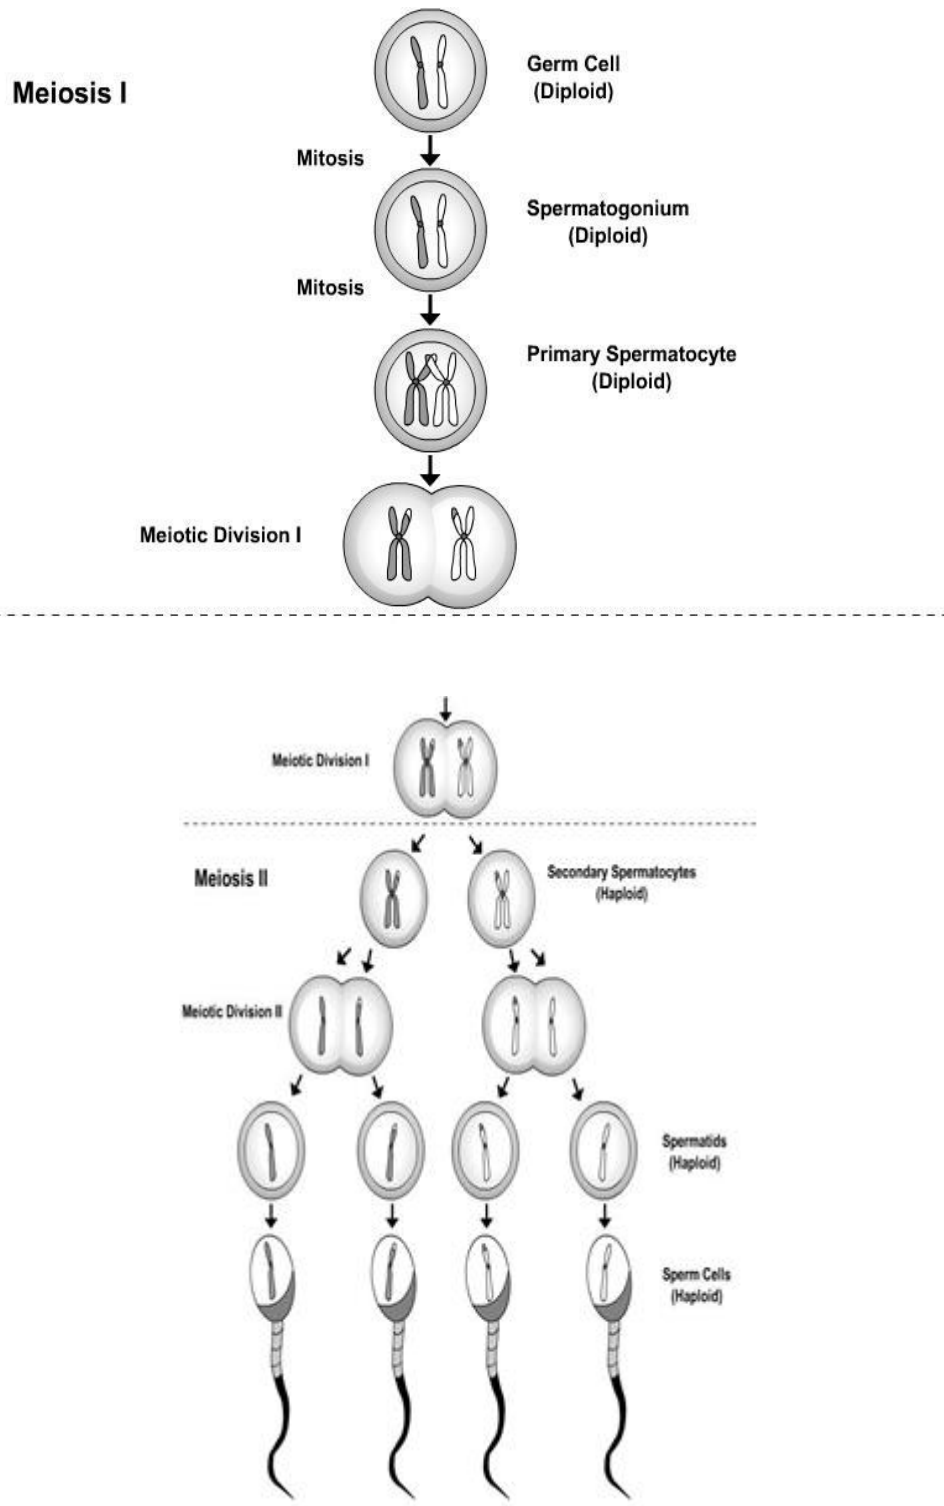 Meiosis I
Germ Cell
(Diploid)
Mitosis
Spermatogonium
(Diploid)
Mitosis
Primary Spermatocyte
(Diploid)
Meiotic Division I
Meiotic Division I
Meiosis II
Secondary Spermatocytes
(Haploid)
Meiotic Division II
Spermatids
(Haploid)
Sperm Cells
(Haploid)